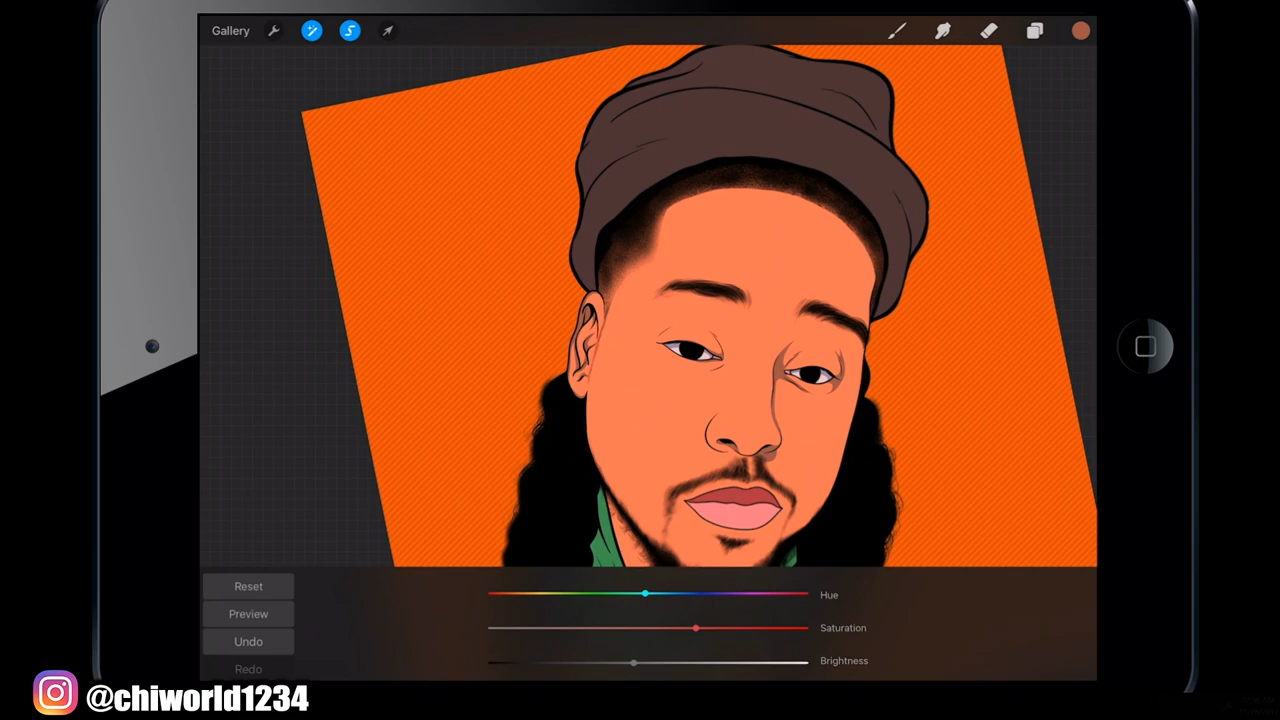 Gallery
Reset
Preview
Undo
Redo
Hue
Saturation
Brightness
@chiworld1234